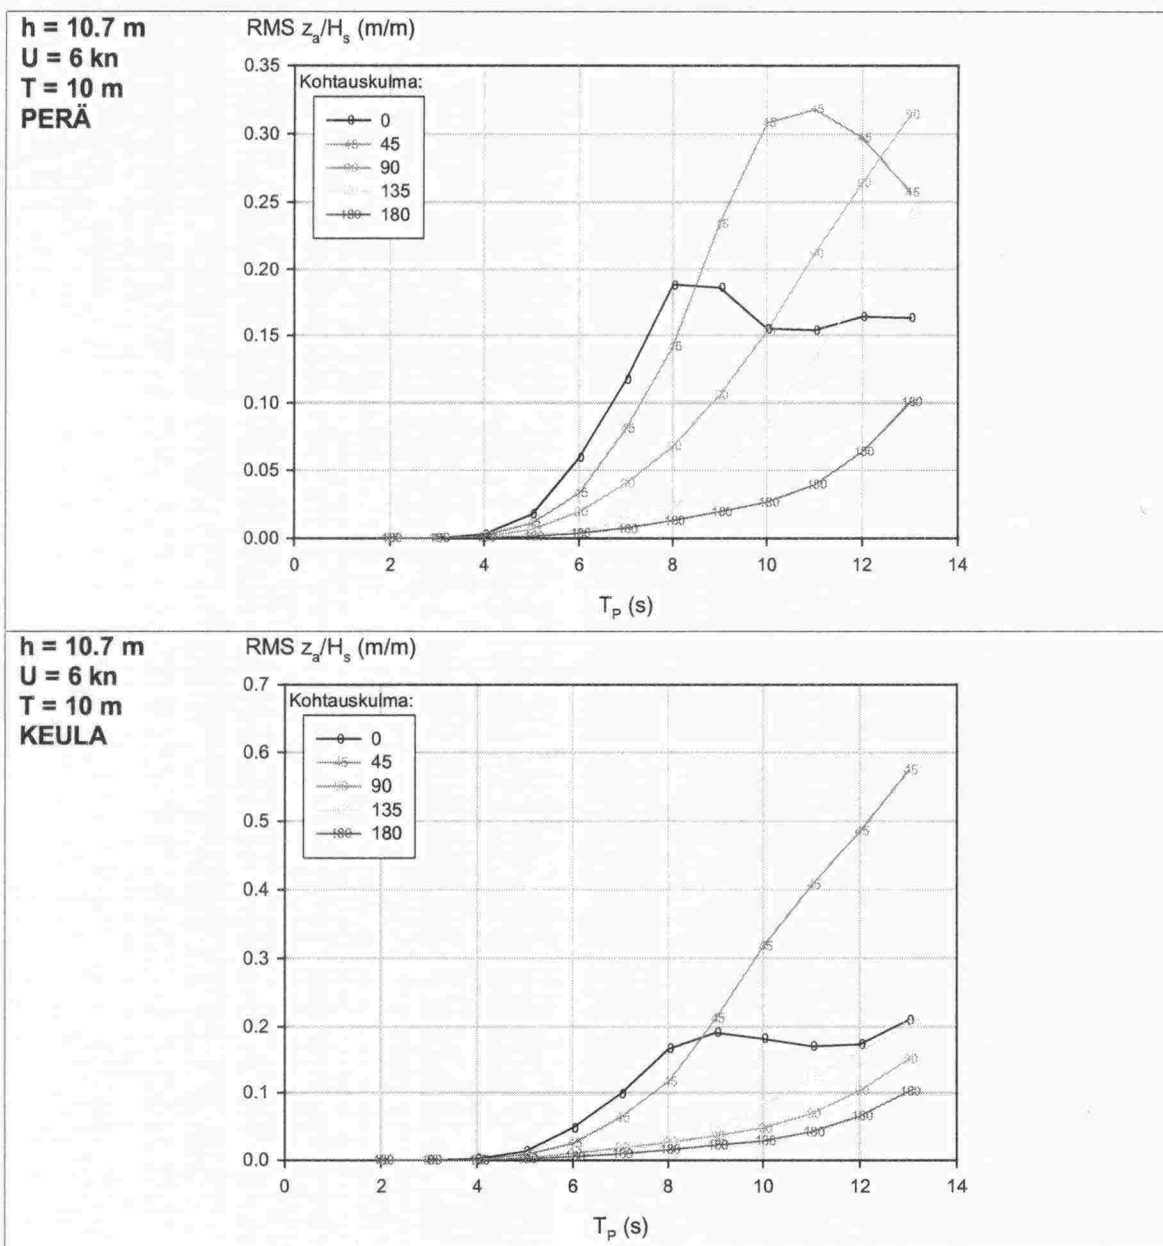 h = 10.7 m
U = 6 kn
T = 10 m
PERÄ
RMS z_a/H_s (m/m)
0.35
0.30
0.25
0.20
0.15
0.10
0.05
0.00
0 2 4 6 8 10 12 14
T_P (s)
Kohtauskulma:
0
45
90
135
180
h = 10.7 m
U = 6 kn
T = 10 m
KEULA
RMS z_a/H_s (m/m)
0.7
0.6
0.5
0.4
0.3
0.2
0.1
0.0
0 2 4 6 8 10 12 14
T_P (s)
Kohtauskulma:
0
45
90
135
180